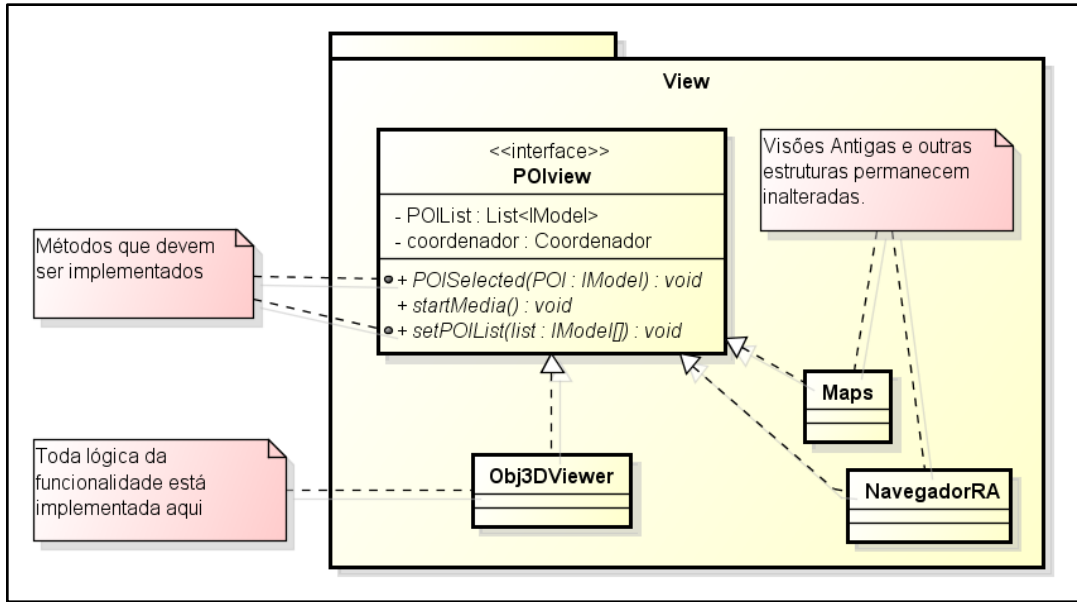 View
<<interface>>
POIview
- POIList : List<IModel>
- coordenador : Coordenador
+ POISelected(POI : IModel) : void
+ startMedia() : void
+ setPOIList(list : IModel[]) : void
Visões Antigas e outras
estruturas permanecem
inalteradas.
Métodos que devem
ser implementados
Maps
Toda lógica da
funcionalidade está
implementada aqui
Obj3DViewer
NavegadorRA